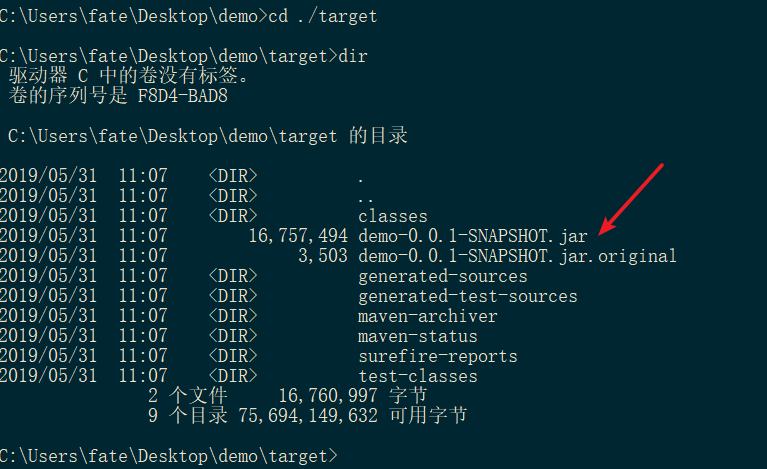 C:\Users\fate\Desktop\demo>cd ./target
C:\Users\fate\Desktop\demo\target>dir
驱动器 C 中的卷没有标签。
卷的序列号是 F8D4-BAD8
C:\Users\fate\Desktop\demo\target 的目录
2019/05/31  11:07    <DIR>          .
2019/05/31  11:07    <DIR>          ..
2019/05/31  11:07    <DIR>          classes
2019/05/31  11:07        16,757,494 demo-0.0.1-SNAPSHOT.jar
2019/05/31  11:07             3,503 demo-0.0.1-SNAPSHOT.jar.original
2019/05/31  11:07    <DIR>          generated-sources
2019/05/31  11:07    <DIR>          generated-test-sources
2019/05/31  11:07    <DIR>          maven-archiver
2019/05/31  11:07    <DIR>          maven-status
2019/05/31  11:07    <DIR>          surefire-reports
2019/05/31  11:07    <DIR>          test-classes
2 个文件     16,760,997 字节
9 个目录 75,694,149,632 可用字节
C:\Users\fate\Desktop\demo\target>